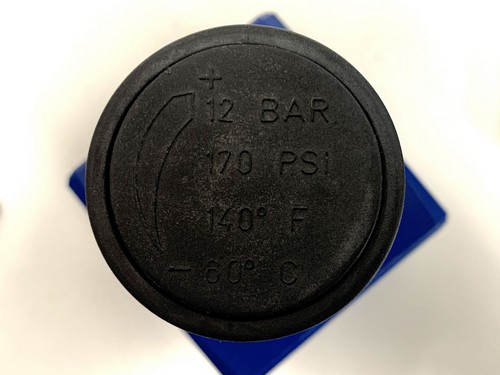 +
12 BAR
170 PSI
140° F
- 60° C